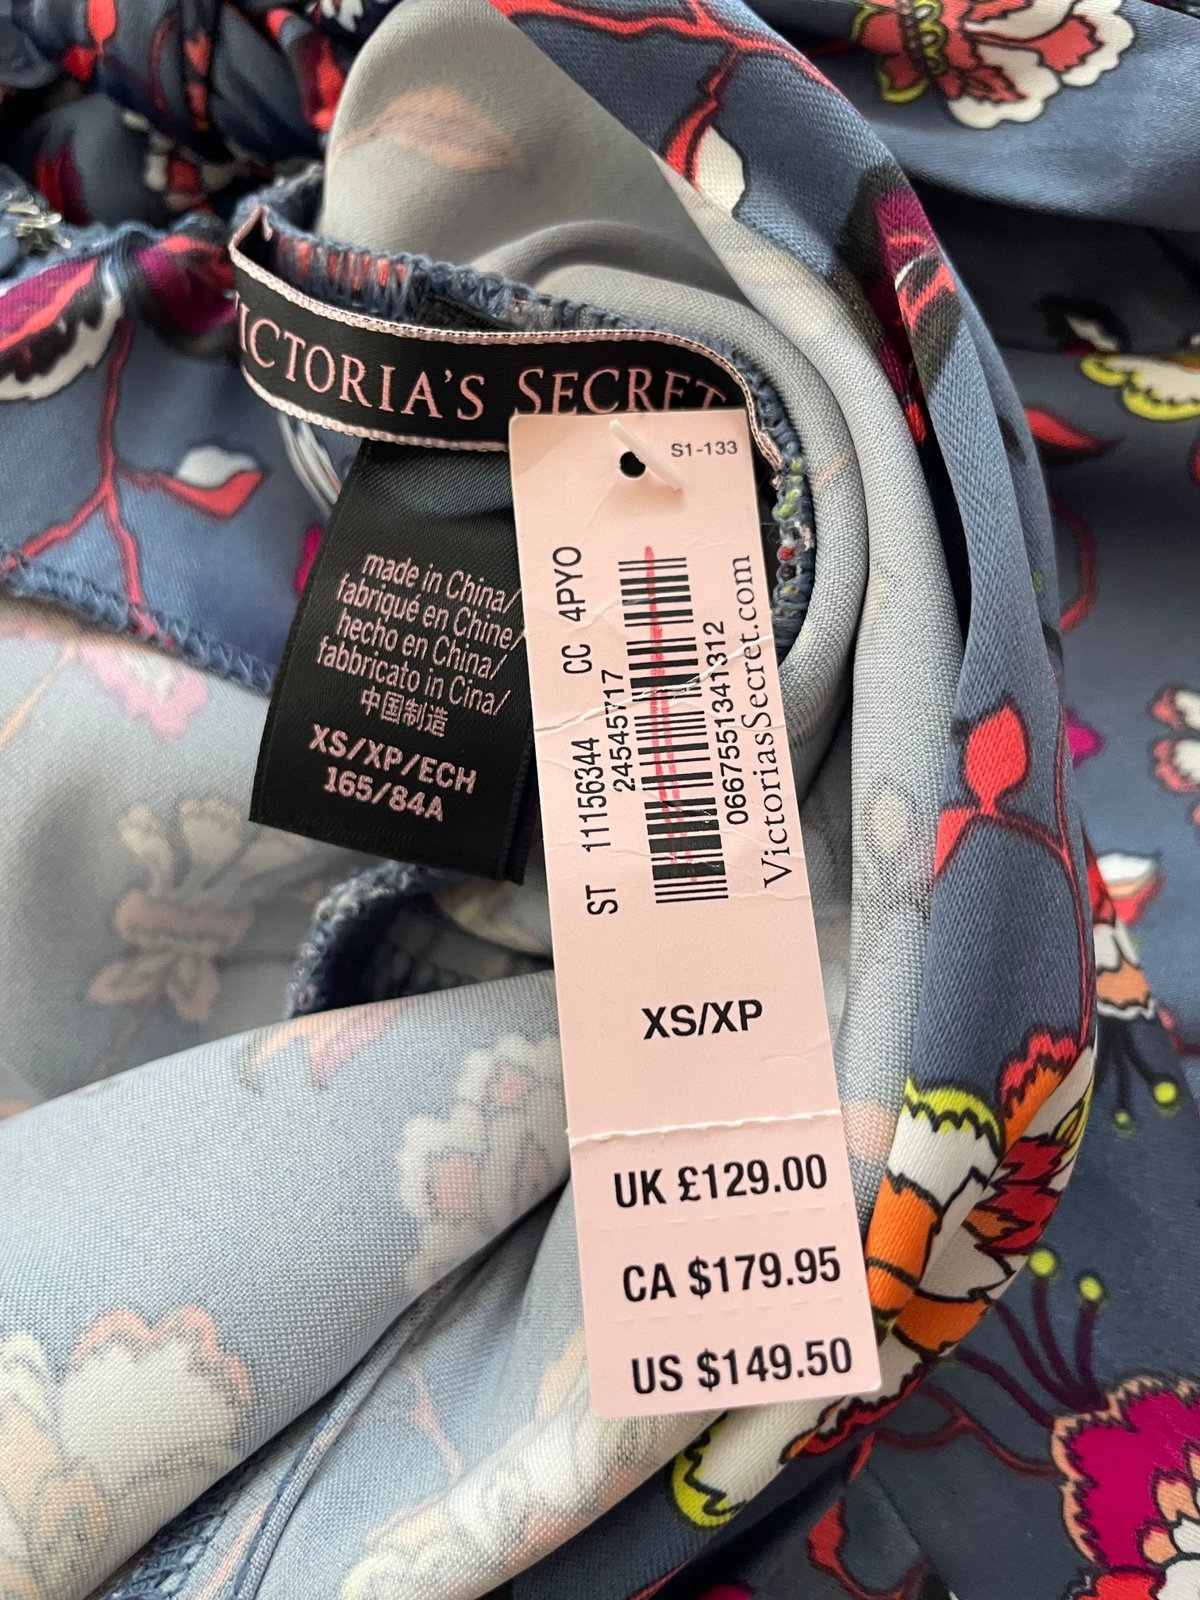 VICTORIA'S SECRET
made in China/
fabriqué en Chine/
hecho en China/
fabbricato in Cina/
中国制造
XS/XP/ECH
165/84A
S1-133
ST 11156344 CC 4PYO
24545717
0667551341312
VictoriasSecret.com
XS/XP
UK £129.00
CA $179.95
US $149.50